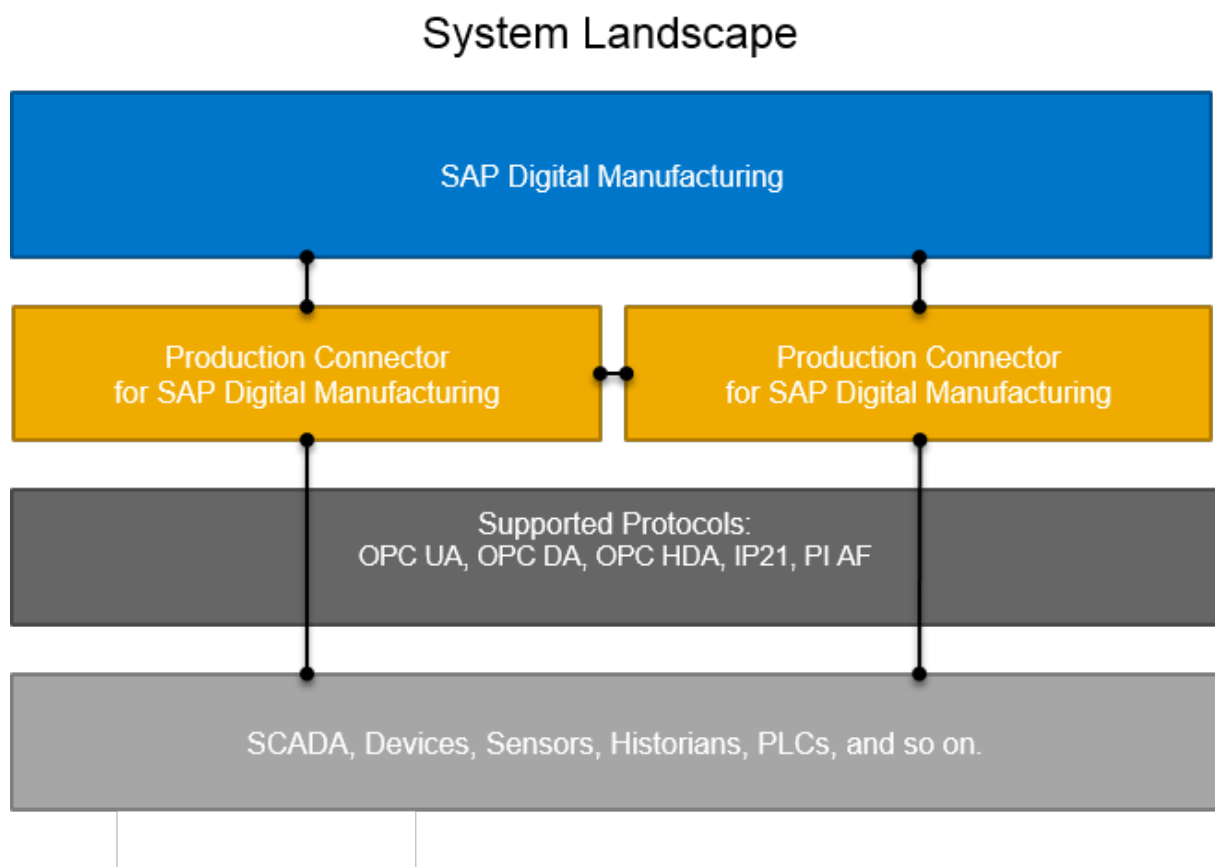 System Landscape
SAP Digital Manufacturing
Production Connector
for SAP Digital Manufacturing
Production Connector
for SAP Digital Manufacturing
Supported Protocols:
OPC UA, OPC DA, OPC HDA, IP21, PI AF
SCADA, Devices, Sensors, Historians, PLCs, and so on.